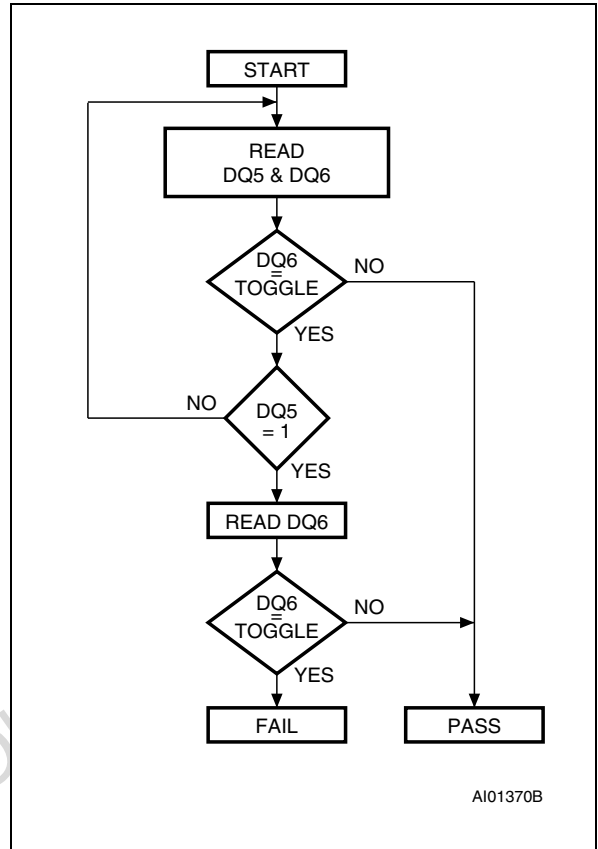 START
READ
DQ5 & DQ6
DQ6
=
TOGGLE
NO
YES
NO
DQ5
= 1
YES
READ DQ6
DQ6
=
TOGGLE
NO
YES
FAIL
PASS
AI01370B